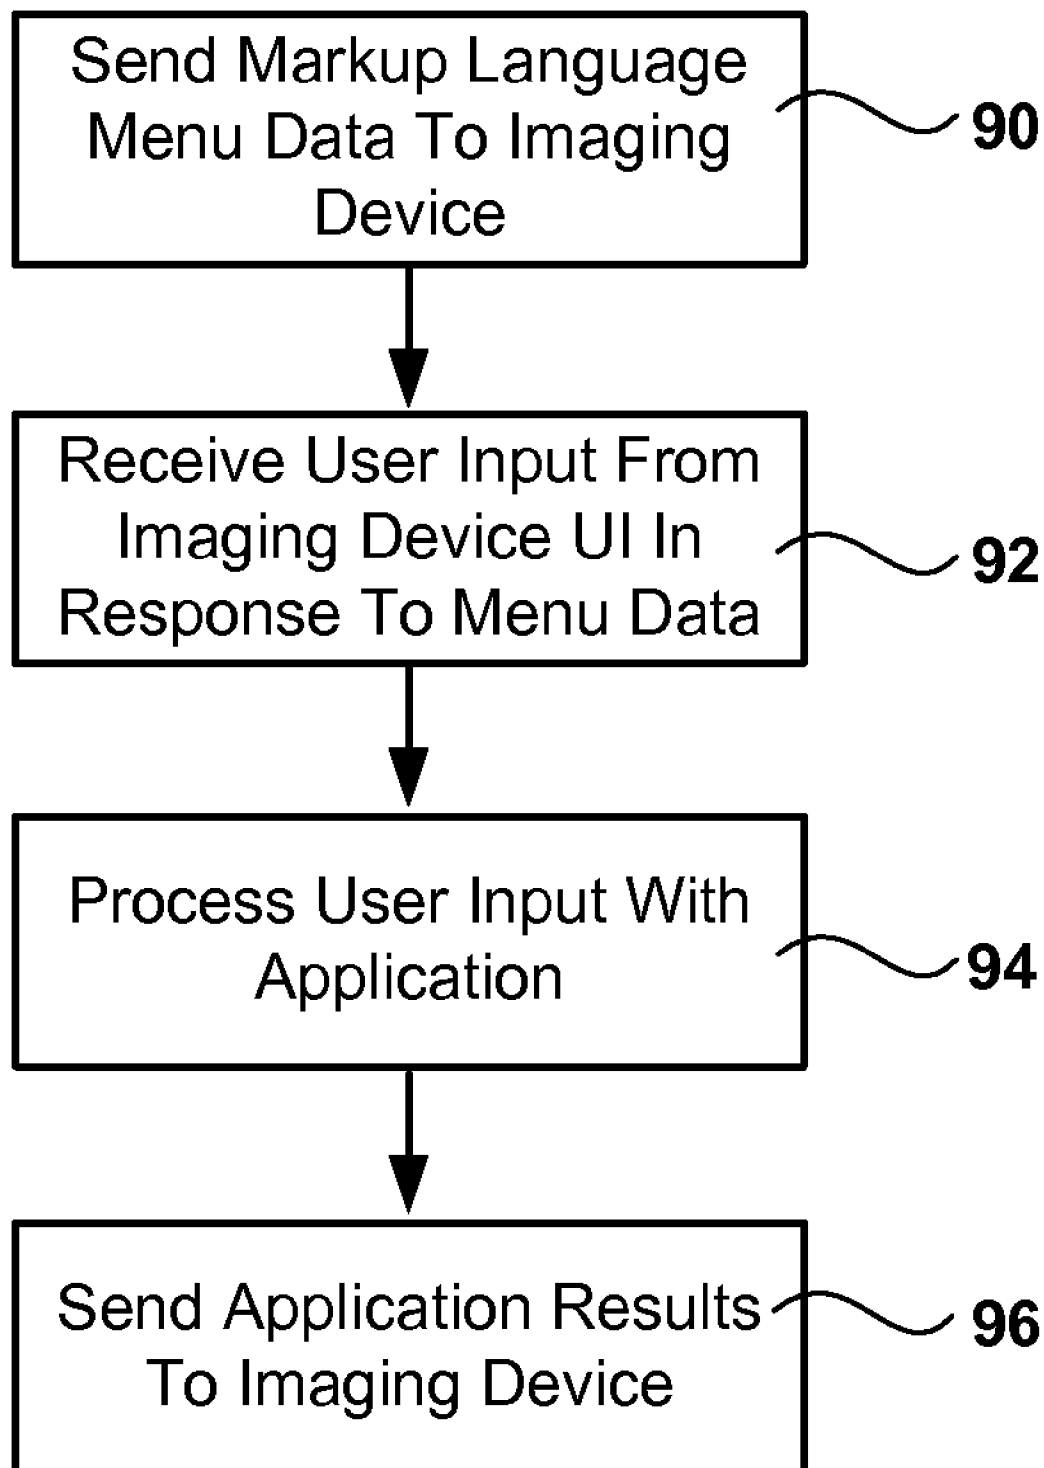 Send Markup Language
Menu Data To Imaging
Device
90
Receive User Input From
Imaging Device UI In
Response To Menu Data
92
Process User Input With
Application
94
Send Application Results
To Imaging Device
96